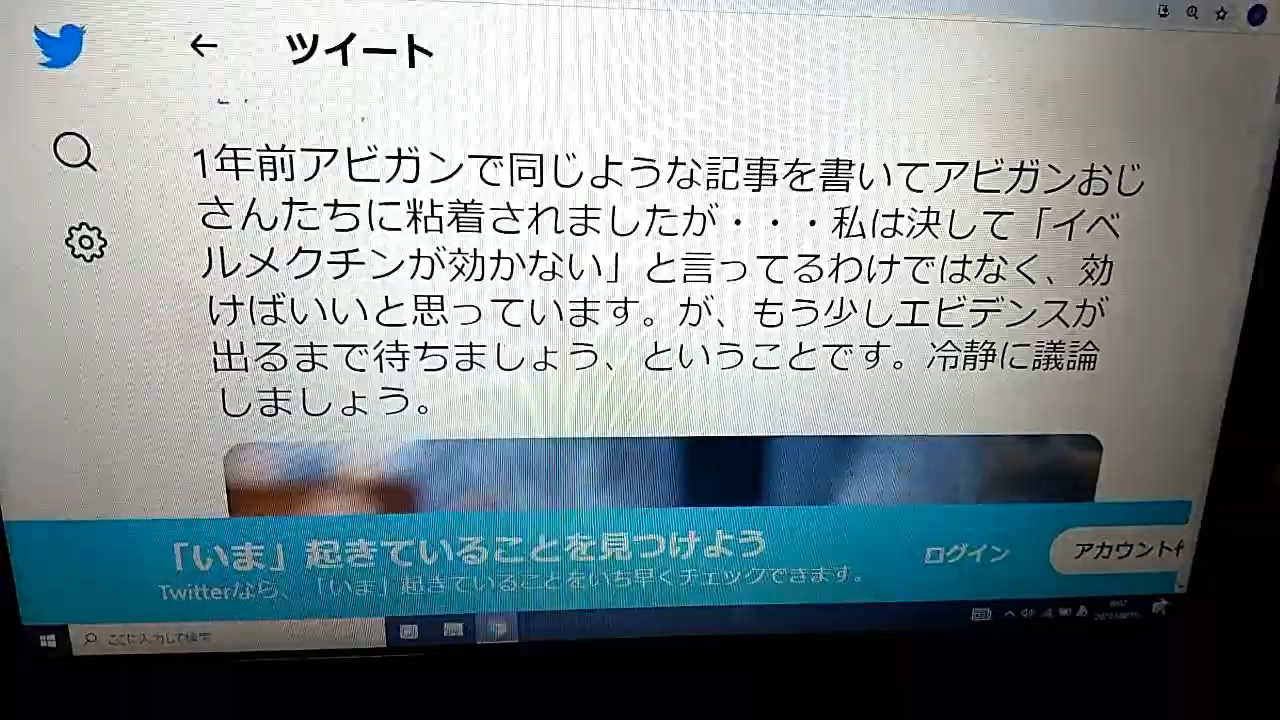 ツイート
1年前アビガンで同じような記事を書いてアビガンおじ
さんたちに粘着されましたが・・・私は決して「イベ
ルメクチンが効かない」と言ってるわけではなく、効
けばいいと思っています。が、もう少しエビデンスが
出るまで待ちましょう、ということです。冷静に議論
しましょう。
「いま」起きていることを見つけよう
Twitterなら、「いま」起きていることをいち早くチェックできます。
ログイン
アカウント
ここに入力して検索